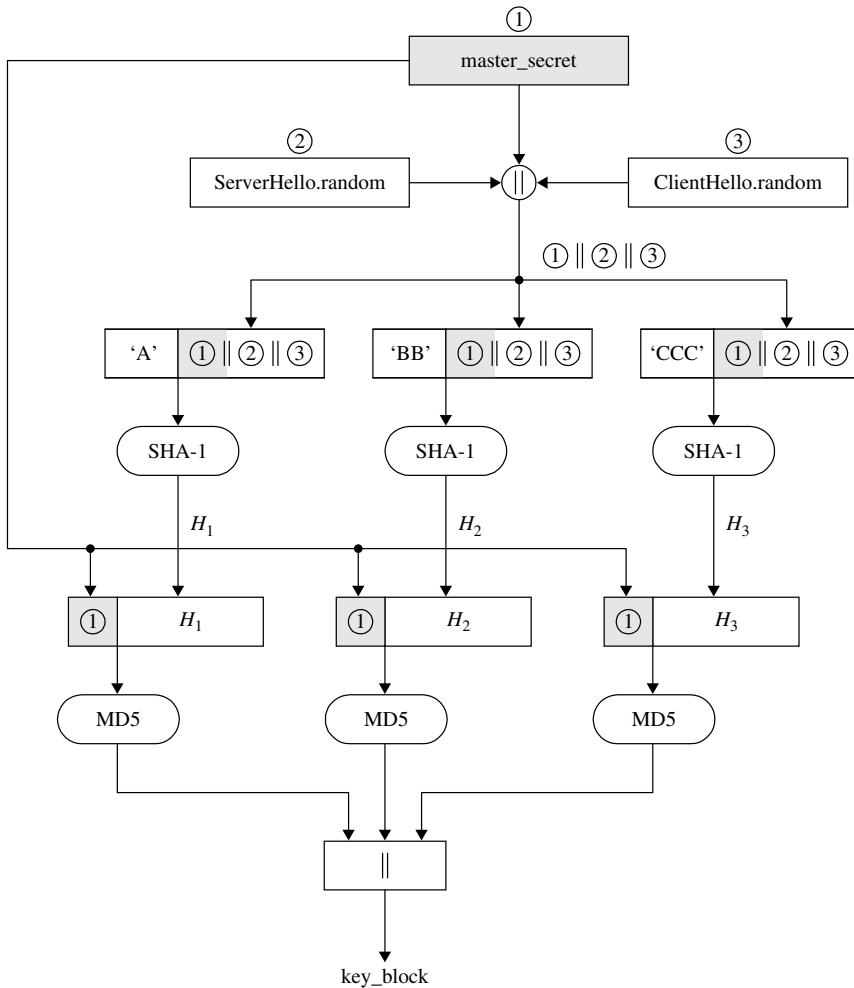 ①
master_secret
② ③
ServerHello.random || ClientHello.random
① || ② || ③
‘A’ ① || ② || ③ ‘BB’ ① || ② || ③ ‘CCC’ ① || ② || ③
SHA-1 SHA-1 SHA-1
H₁ H₂ H₃
① H₁ ① H₂ ① H₃
MD5 MD5 MD5
||
key_block